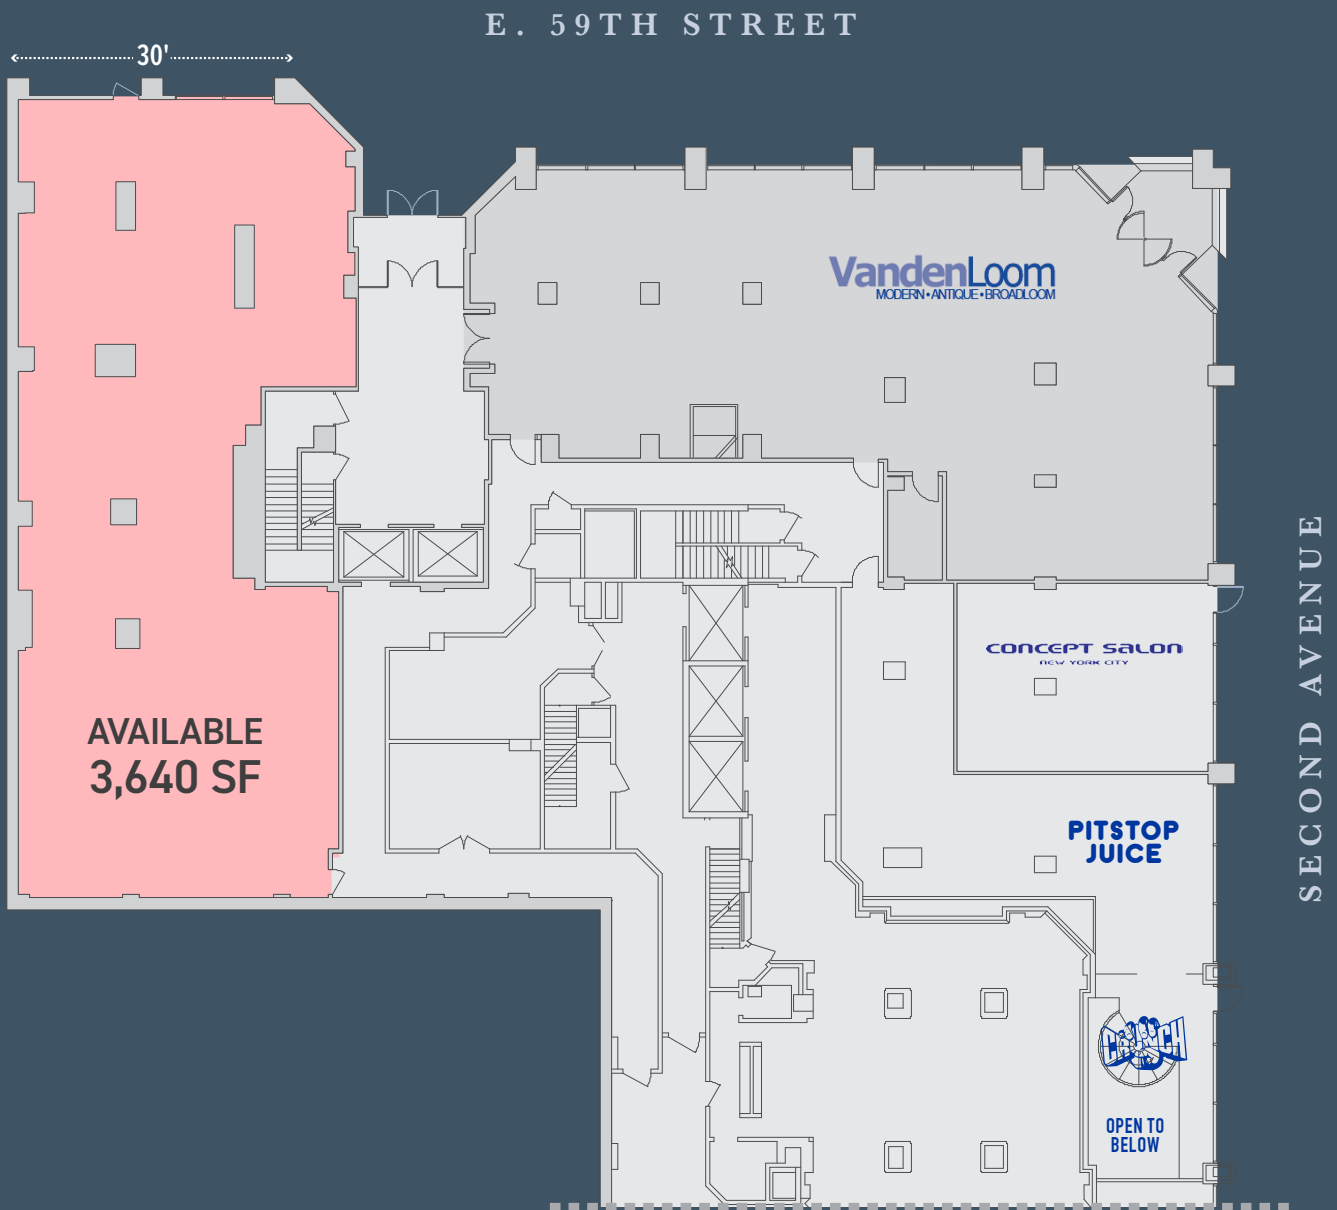 E. 59TH STREET
30'
VandenLoom
MODERN•ANTIQUE•BROADLOOM
SECOND AVENUE
CONCEPT SALON
NEW YORK CITY
AVAILABLE
3,640 SF
PITSTOP
JUICE
CRUNCH
OPEN TO
BELOW